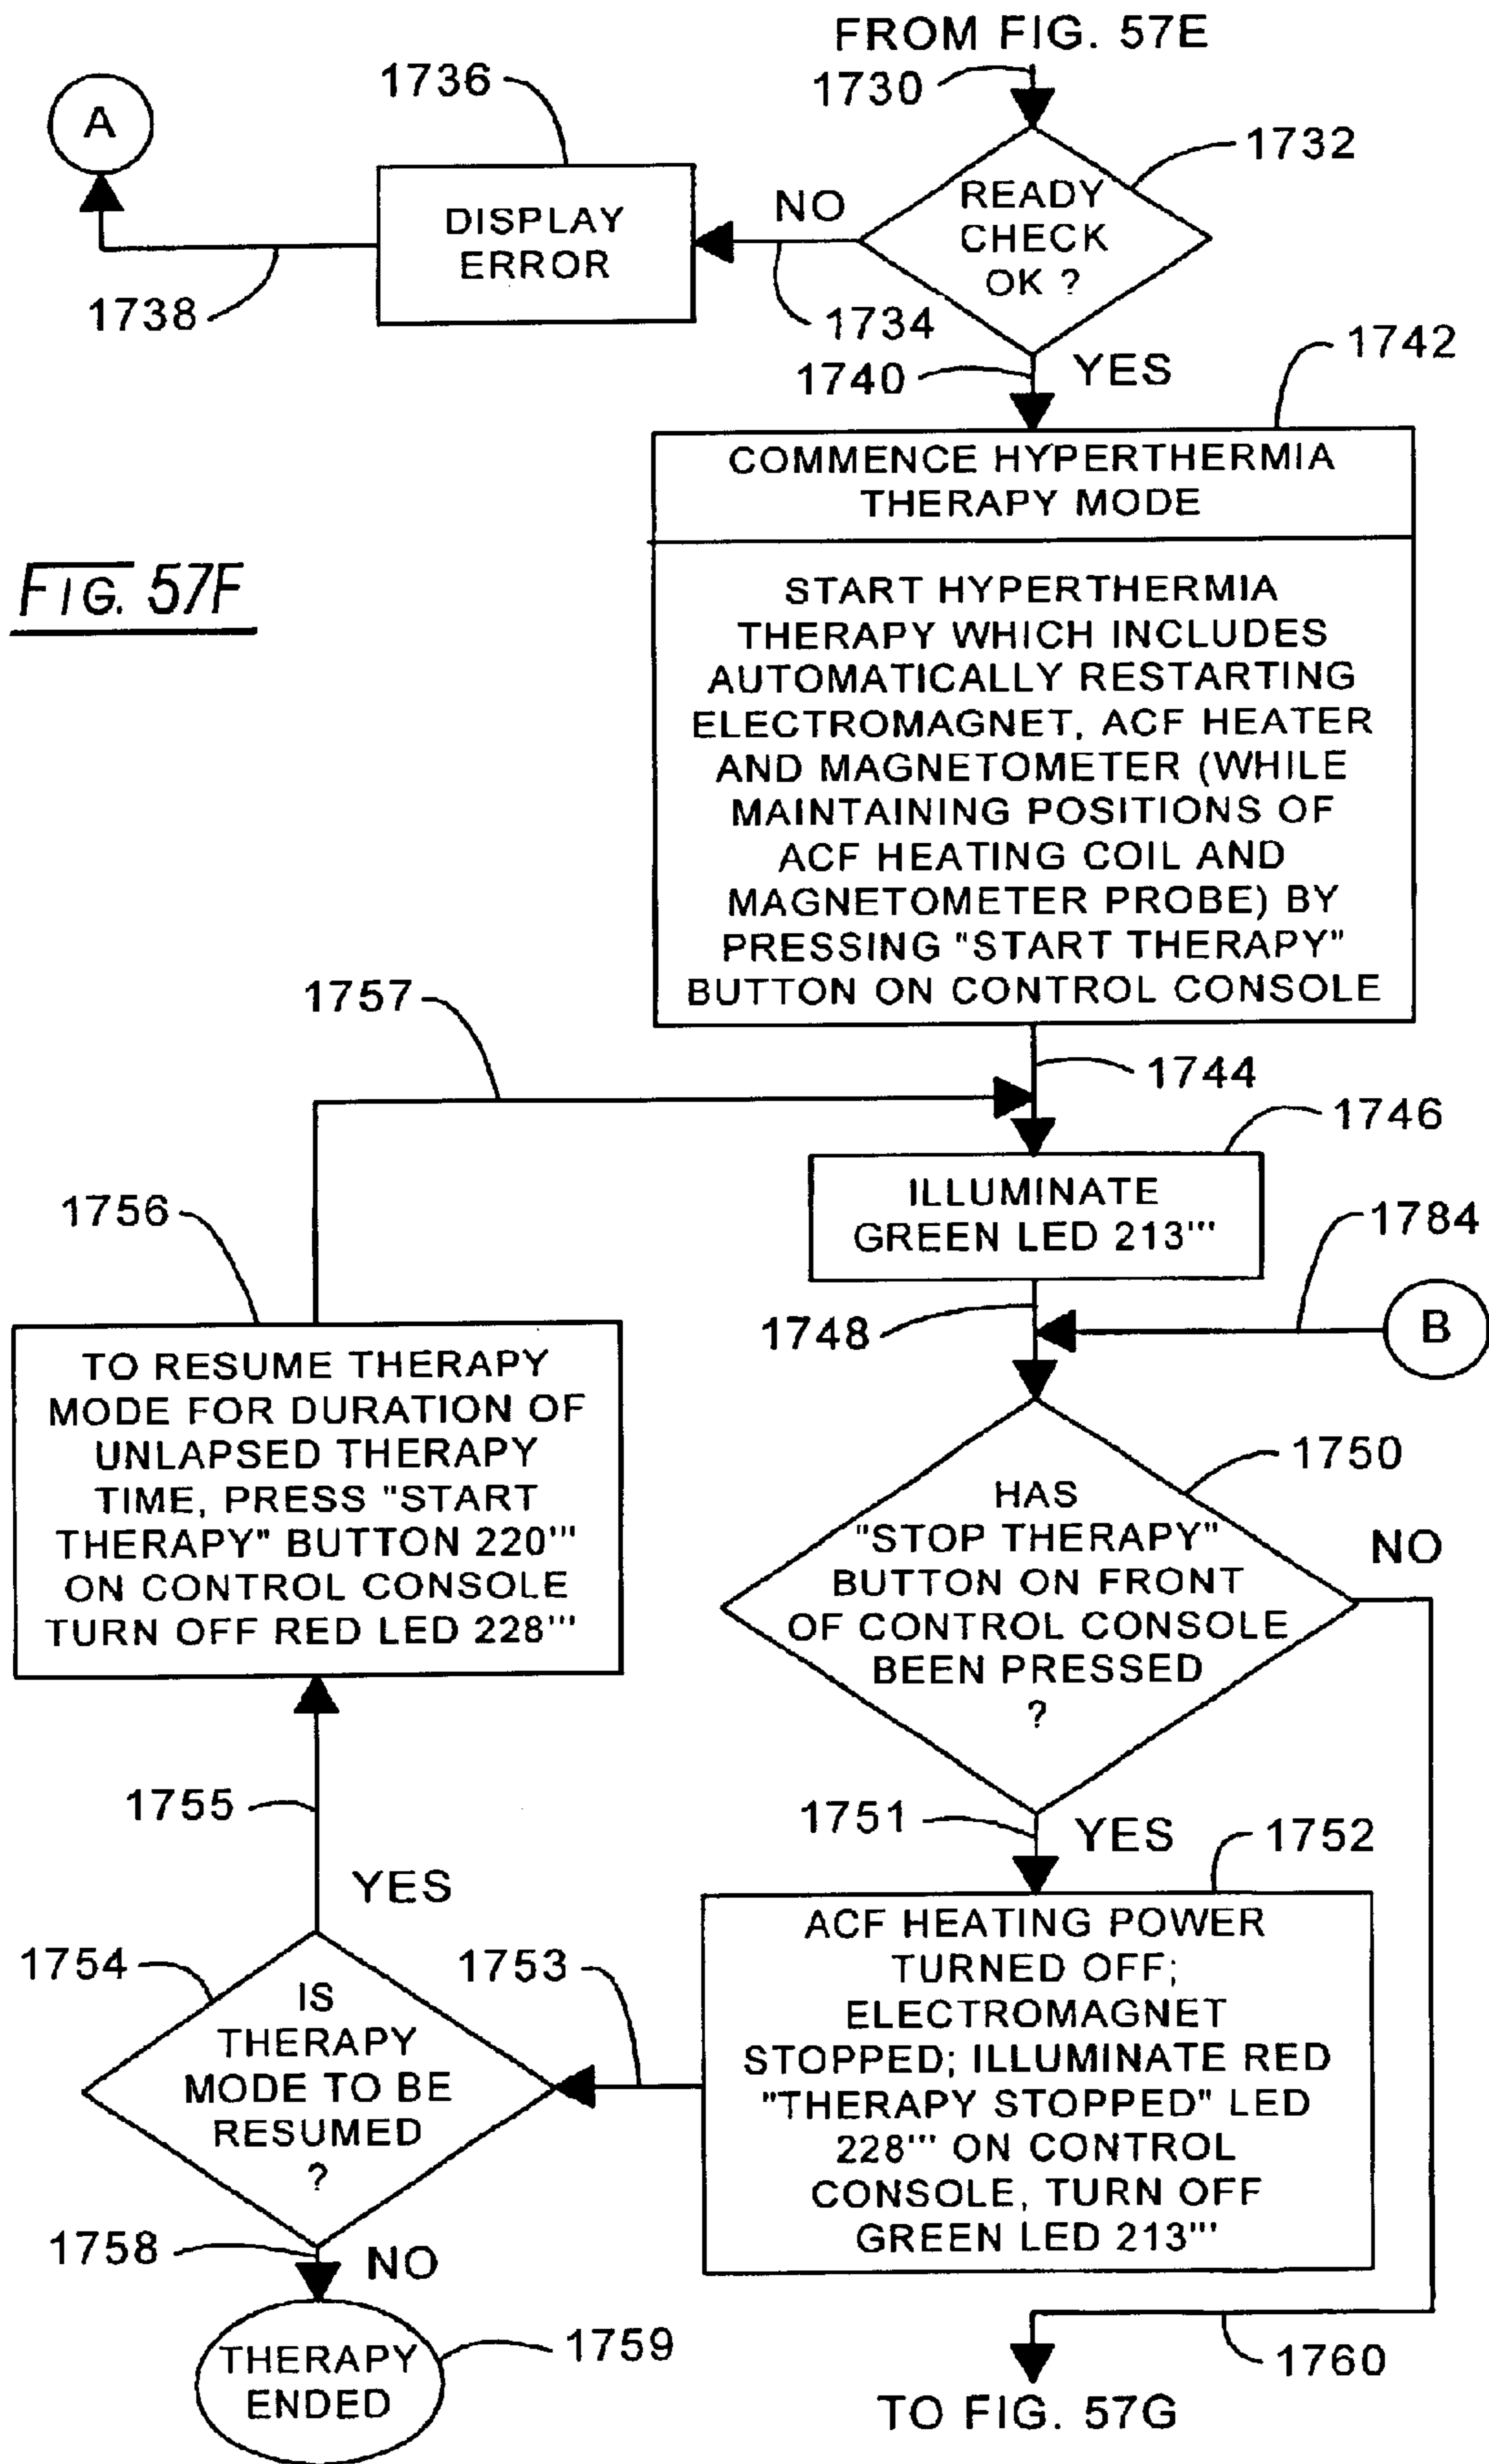 FROM FIG. 57E
1730
1736
A
1732
READY
CHECK
OK ?
NO
DISPLAY
ERROR
1738
1734
1740
YES
1742
COMMENCE HYPERTHERMIA
THERAPY MODE
FIG. 57F
START HYPERTHERMIA
THERAPY WHICH INCLUDES
AUTOMATICALLY RESTARTING
ELECTROMAGNET, ACF HEATER
AND MAGNETOMETER (WHILE
MAINTAINING POSITIONS OF
ACF HEATING COIL AND
MAGNETOMETER PROBE) BY
PRESSING "START THERAPY"
BUTTON ON CONTROL CONSOLE
1757
1744
1746
ILLUMINATE
GREEN LED 213'''
1756
1784
1748
B
TO RESUME THERAPY
MODE FOR DURATION OF
UNLAPSED THERAPY
TIME, PRESS "START
THERAPY" BUTTON 220'''
ON CONTROL CONSOLE
TURN OFF RED LED 228'''
1750
HAS
"STOP THERAPY"
BUTTON ON FRONT
OF CONTROL CONSOLE
BEEN PRESSED
?
NO
1755
1751
YES
1752
YES
1754
1753
IS
THERAPY
MODE TO BE
RESUMED
?
ACF HEATING POWER
TURNED OFF;
ELECTROMAGNET
STOPPED; ILLUMINATE RED
"THERAPY STOPPED" LED
228''' ON CONTROL
CONSOLE, TURN OFF
GREEN LED 213'''
1758
NO
THERAPY
ENDED
1759
1760
TO FIG. 57G